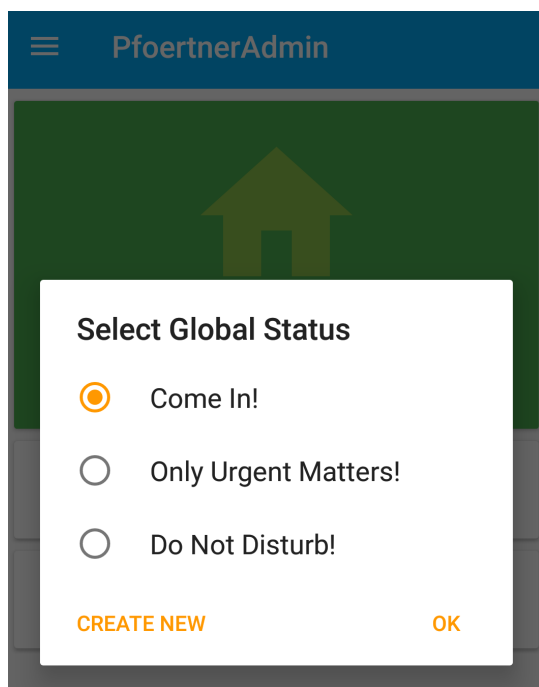 PfoertnerAdmin
Select Global Status
Come In!
Only Urgent Matters!
Do Not Disturb!
CREATE NEW OK